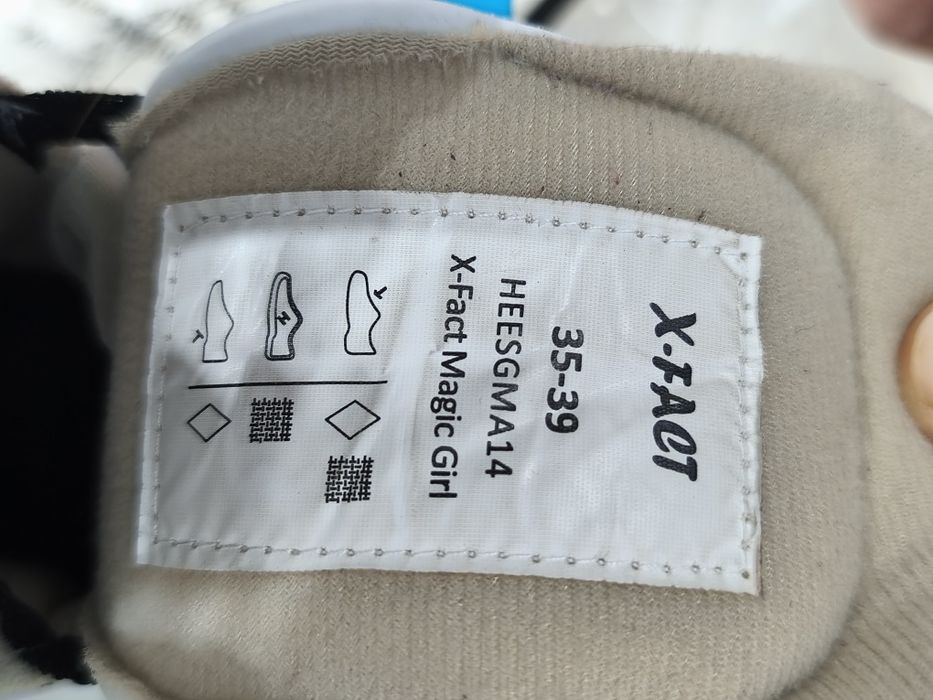 X-FACT
35-39
HEESGMA14
X-Fact Magic Girl